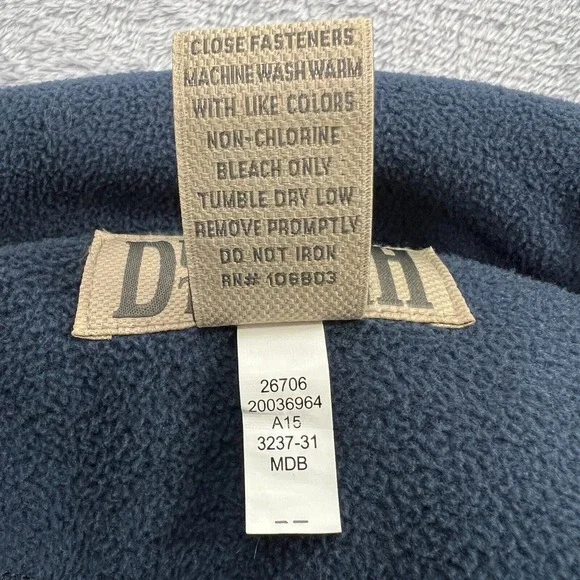 CLOSE FASTENERS
MACHINE WASH WARM
WITH LIKE COLORS
NON-CHLORINE
BLEACH ONLY
TUMBLE DRY LOW
REMOVE PROMPTLY
DO NOT IRON
RN# 106903
26706
20036964
A15
3237-31
MDB